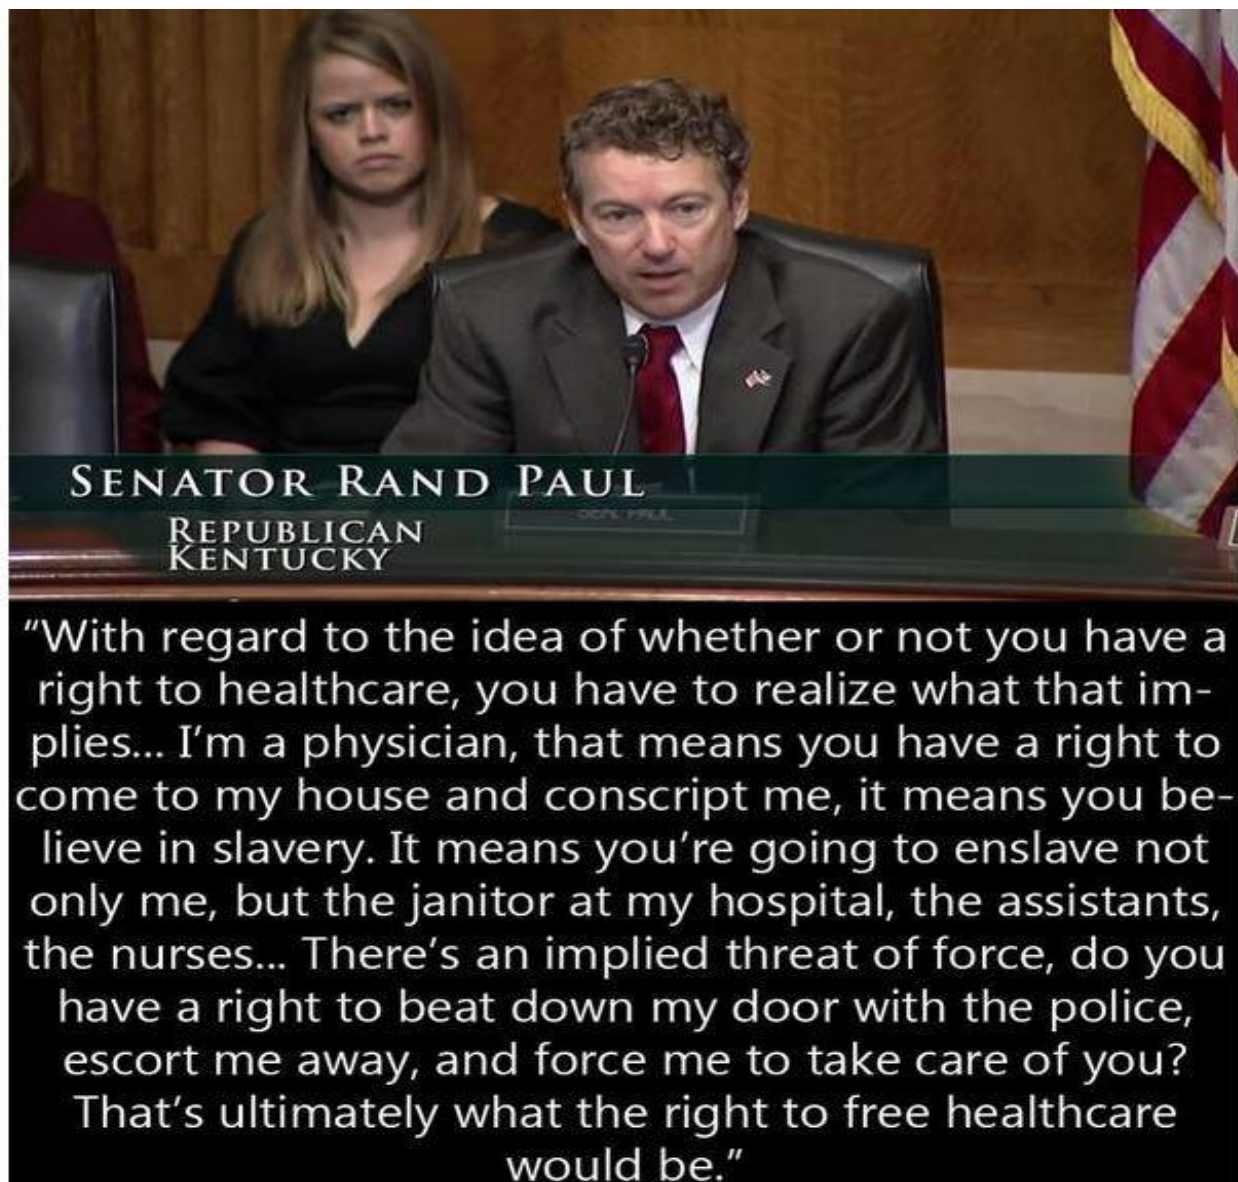 SENATOR RAND PAUL
REPUBLICAN
KENTUCKY
SEN. PAUL
“With regard to the idea of whether or not you have a
right to healthcare, you have to realize what that im-
plies... I’m a physician, that means you have a right to
come to my house and conscript me, it means you be-
lieve in slavery. It means you’re going to enslave not
only me, but the janitor at my hospital, the assistants,
the nurses... There’s an implied threat of force, do you
have a right to beat down my door with the police,
escort me away, and force me to take care of you?
That’s ultimately what the right to free healthcare
would be.”